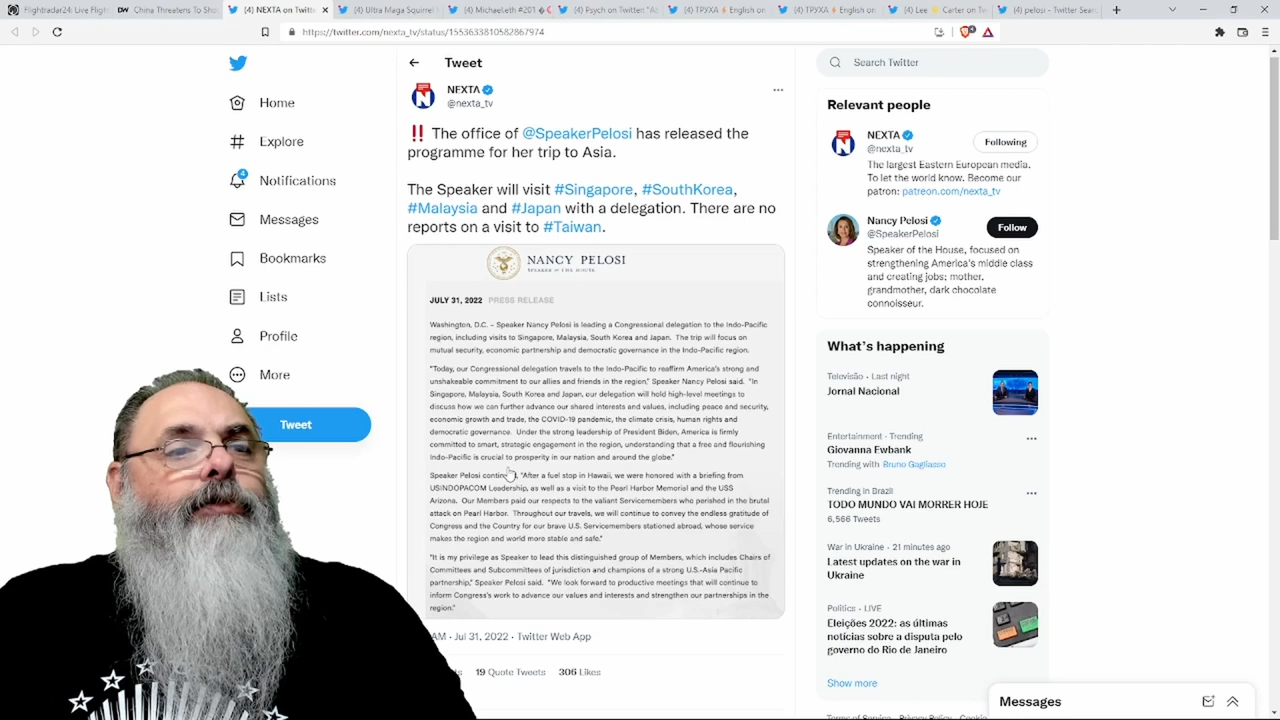 Flightradar24: Live Fligh
DW China Threatens To Sho
(4) NEXTA on Twitt
Ultra Maga Squirrel
Michael.eth #201
Psych on Twitter: "As
ТРУХА⚡English on
ТРУХА⚡English on
Lee Carter on Tw
(4) pelosi - Twitter Sear
https://twitter.com/nexta_tv/status/1553633810582867974
Home
Explore
4
Notifications
Messages
Bookmarks
Lists
Profile
More
Tweet
Tweet
NEXTA
@nexta_tv
‼ The office of @SpeakerPelosi has released the
programme for her trip to Asia.
The Speaker will visit #Singapore, #SouthKorea,
#Malaysia and #Japan with a delegation. There are no
reports on a visit to #Taiwan.
NANCY PELOSI
SPEAKER OF THE HOUSE
JULY 31, 2022 PRESS RELEASE
Washington, D.C. – Speaker Nancy Pelosi is leading a Congressional delegation to the Indo-Pacific
region, including visits to Singapore, Malaysia, South Korea and Japan. The trip will focus on
mutual security, economic partnership and democratic governance in the Indo-Pacific region.
"Today, our Congressional delegation travels to the Indo-Pacific to reaffirm America's strong and
unshakeable commitment to our allies and friends in the region," Speaker Nancy Pelosi said. "In
Singapore, Malaysia, South Korea and Japan, our delegation will hold high-level meetings to
discuss how we can further advance our shared interests and values, including peace and security,
economic growth and trade, the COVID-19 pandemic, the climate crisis, human rights and
democratic governance. Under the strong leadership of President Biden, America is firmly
committed to smart, strategic engagement in the region, understanding that a free and flourishing
Indo-Pacific is crucial to prosperity in our nation and around the globe."
Speaker Pelosi contin "After a fuel stop in Hawaii, we were honored with a briefing from
USINDOPACOM Leadership, as well as a visit to the Pearl Harbor Memorial and the USS
Arizona. Our Members paid our respects to the valiant Servicemembers who perished in the brutal
attack on Pearl Harbor. Throughout our travels, we will continue to convey the endless gratitude of
Congress and the Country for our brave U.S. Servicemembers stationed abroad, whose service
makes the region and world more stable and safe."
"It is my privilege as Speaker to lead this distinguished group of Members, which includes Chairs of
Committees and Subcommittees of jurisdiction and champions of a strong U.S.-Asia Pacific
partnership," Speaker Pelosi said. "We look forward to productive meetings that will continue to
inform Congress's work to advance our values and interests and strengthen our partnerships in the
region."
AM · Jul 31, 2022 · Twitter Web App
19 Quote Tweets 306 Likes
Search Twitter
Relevant people
NEXTA
@nexta_tv
Following
The largest Eastern European media.
To let the world know. Become our
patron: patreon.com/nexta_tv
Nancy Pelosi
@SpeakerPelosi
Follow
Speaker of the House, focused on
strengthening America's middle class
and creating jobs; mother,
grandmother, dark chocolate
connoisseur.
What's happening
Televisão · Last night
Jornal Nacional
Entertainment · Trending
Giovanna Ewbank
Trending with Bruno Gagliasso
Trending in Brazil
TODO MUNDO VAI MORRER HOJE
6,566 Tweets
War in Ukraine · 21 minutes ago
Latest updates on the war in
Ukraine
Politics · LIVE
Eleições 2022: as últimas
notícias sobre a disputa pelo
governo do Rio de Janeiro
Show more
Terms of Service Privacy Policy Cookie
Messages